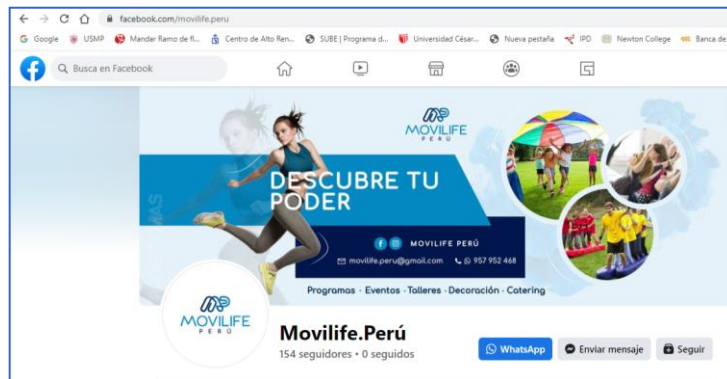 facebook.com/movilife.peru
Google USMP Mandar Ramo de fl... Centro de Alto Ren... SUBE | Programa d... Universidad César... Nueva pestaña IPD Newton College Banca de
Busca en Facebook
MOVILIFE
PERÚ
MAS
DESCUBRE TU
PODER
MOVILIFE PERÚ
movilife.peru@gmail.com 957 952 468
Programas - Eventos - Talleres - Decoración - Catering
MOVILIFE
PERÚ
Movilife.Perú
154 seguidores • 0 seguidos
WhatsApp Enviar mensaje Seguir